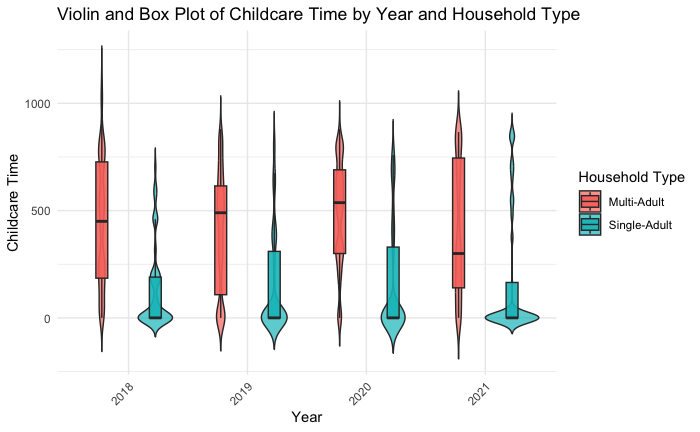 Violin and Box Plot of Childcare Time by Year and Household Type
Childcare Time
1000
500
0
2018
2019
2020
2021
Year
Household Type
Multi-Adult
Single-Adult